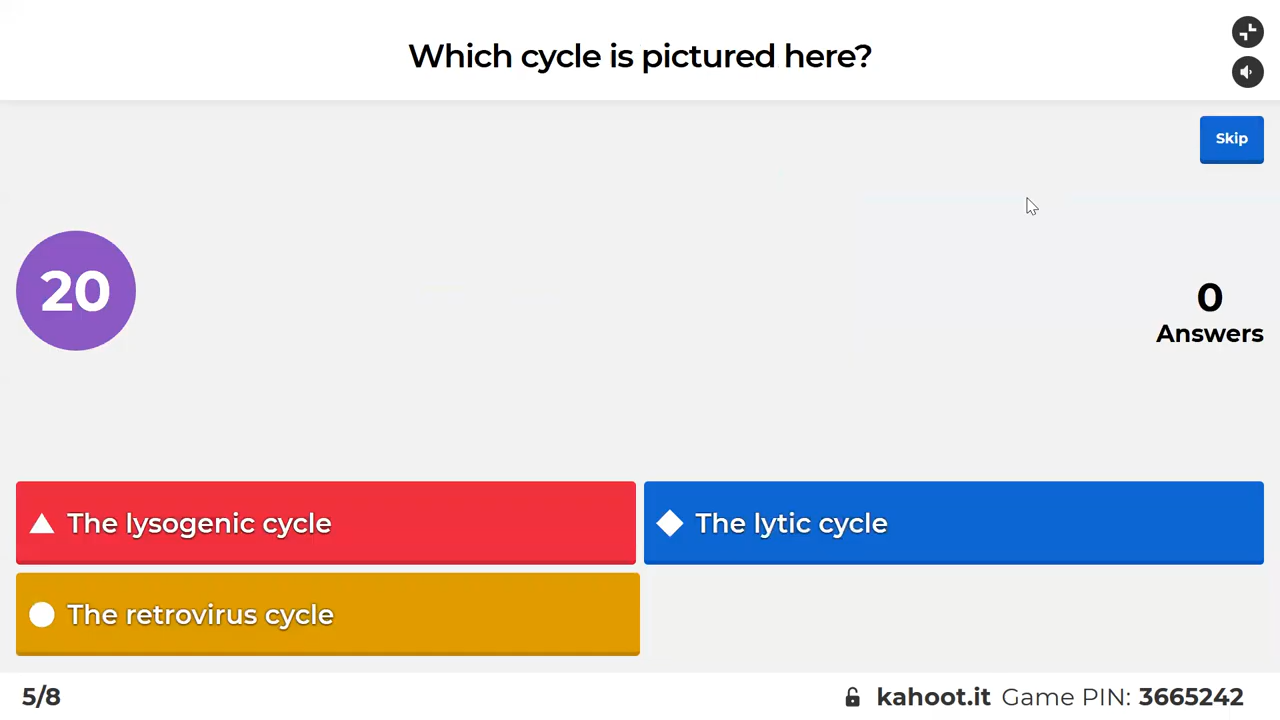 Which cycle is pictured here?
Skip
20
0
Answers
The lysogenic cycle
The lytic cycle
The retrovirus cycle
5/8
kahoot.it Game PIN: 3665242